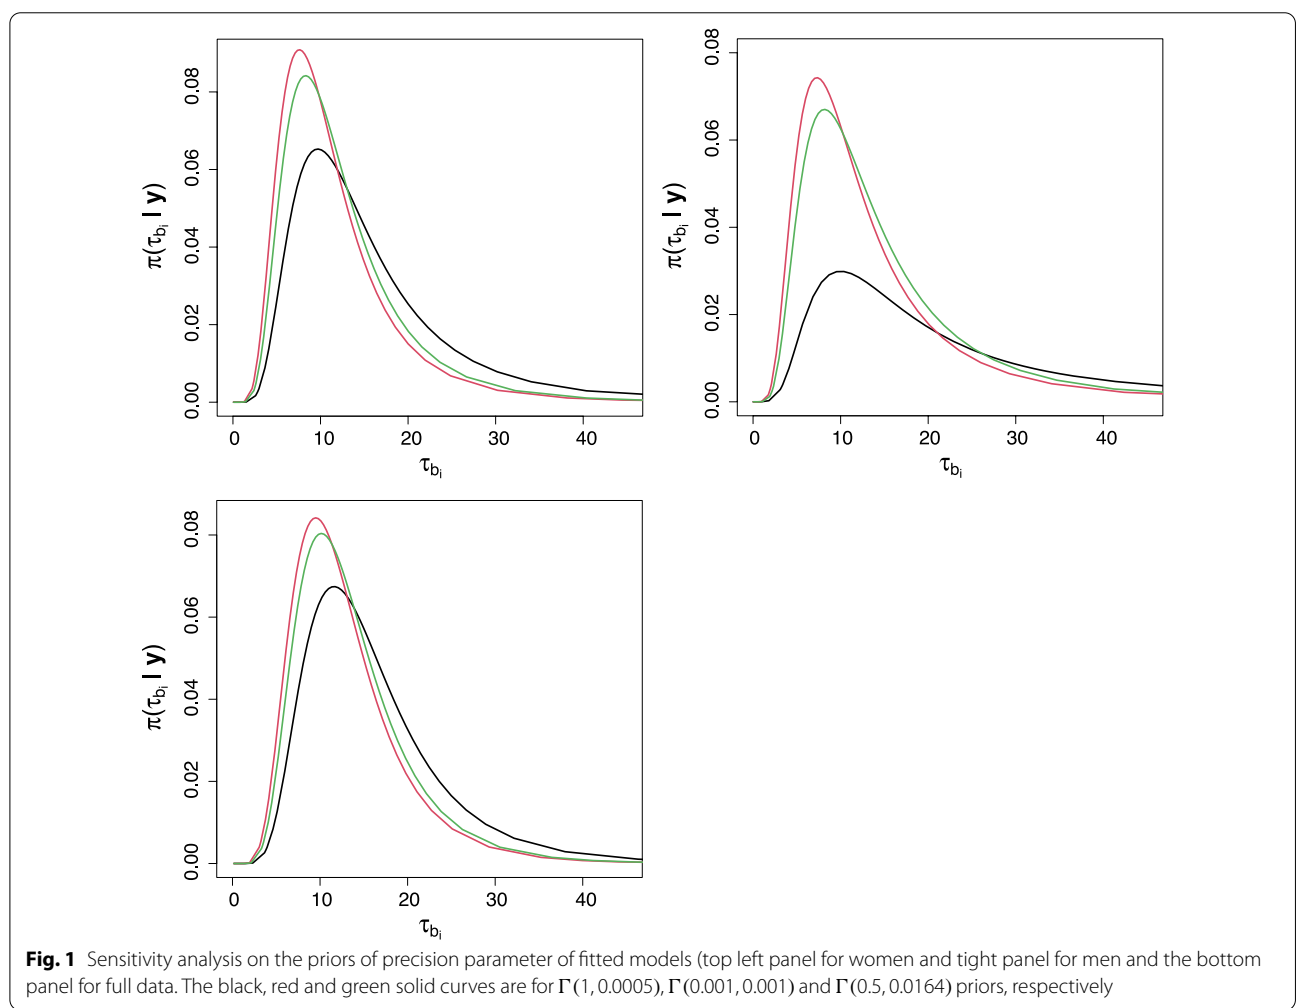 0.08
0.06
0.04
0.02
0.00
π(τbi | y)
0 10 20 30 40
τbi
0.08
0.06
0.04
0.02
0.00
π(τbi | y)
0 10 20 30 40
τbi
0.08
0.06
0.04
0.02
0.00
π(τbi | y)
0 10 20 30 40
τbi
Fig. 1 Sensitivity analysis on the priors of precision parameter of fitted models (top left panel for women and tight panel for men and the bottom
panel for full data. The black, red and green solid curves are for Γ(1, 0.0005), Γ(0.001, 0.001) and Γ(0.5, 0.0164) priors, respectively